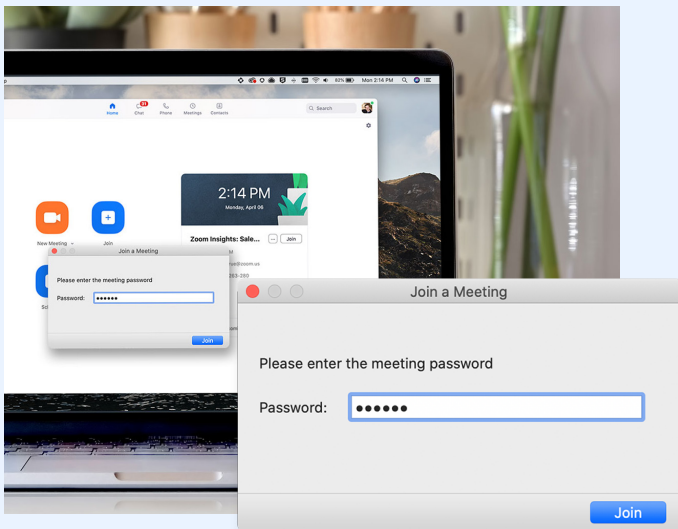 83% Mon 2:14 PM
31
Home Chat Phone Meetings Contacts
Search
2:14 PM
Monday, April 06
Zoom Insights: Sale... Join
New Meeting Join
Join a Meeting
Please enter the meeting password
Password: ••••••
Join
Join a Meeting
Please enter the meeting password
Password: ••••••
Join